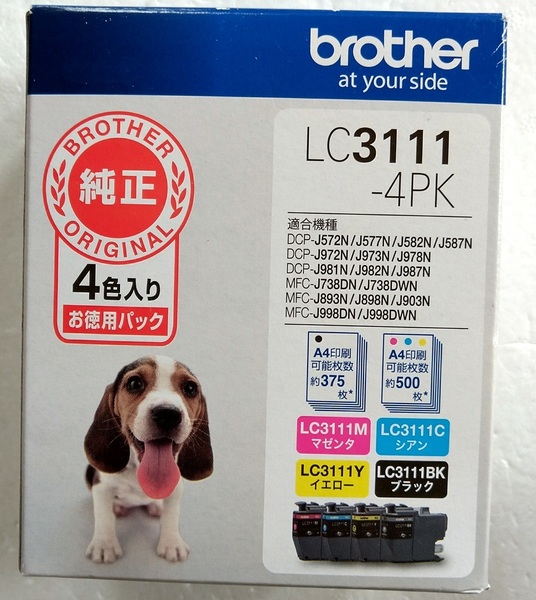 brother
at your side
BROTHER
純正
ORIGINAL
4色入り
お徳用パック
LC3111
-4PK
適合機種
DCP-J572N/J577N/J582N/J587N
DCP-J972N/J973N/J978N
DCP-J981N/J982N/J987N
MFC-J738DN/J738DWN
MFC-J893N/J898N/J903N
MFC-J998DN/J998DWN
A4印刷
可能枚数
約375
枚*
A4印刷
可能枚数
約500
枚*
LC3111M
マゼンタ
LC3111C
シアン
LC3111Y
イエロー
LC3111BK
ブラック